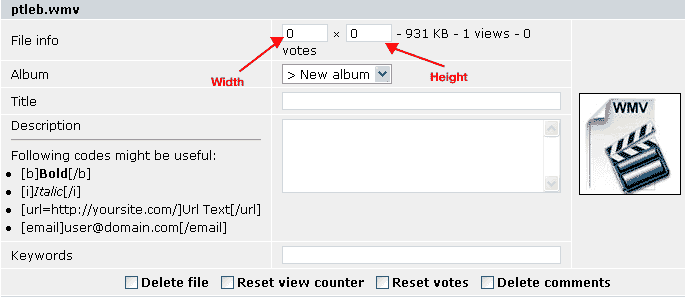 ptleb.wmv
File info
0 × 0 - 931 KB - 1 views - 0
votes
Width
Height
Album
> New album
Title
Description
Following codes might be useful:
• [b]Bold[/b]
• [i]Italic[/i]
• [url=http://yoursite.com/]Url Text[/url]
• [email]user@domain.com[/email]
WMV
Keywords
Delete file Reset view counter Reset votes Delete comments